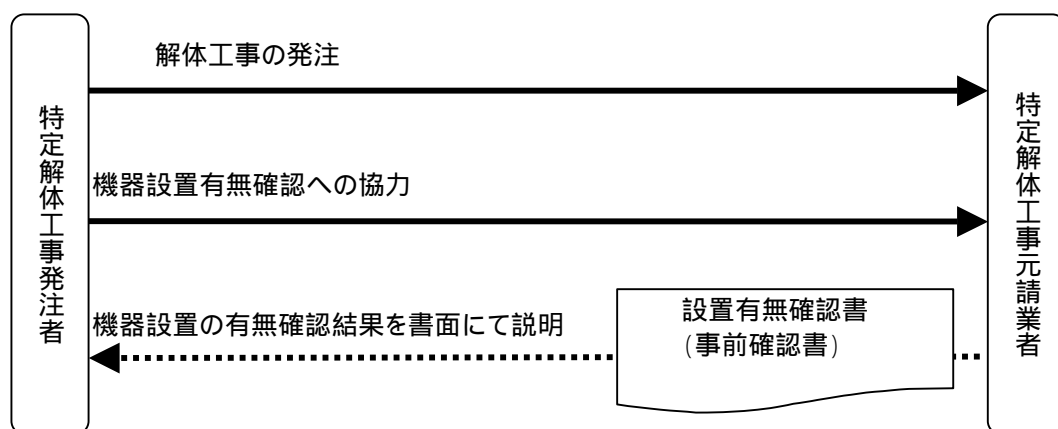 特定解体工事発注者
解体工事の発注
機器設置有無確認への協力
機器設置の有無確認結果を書面にて説明
設置有無確認書
(事前確認書)
特定解体工事元請業者